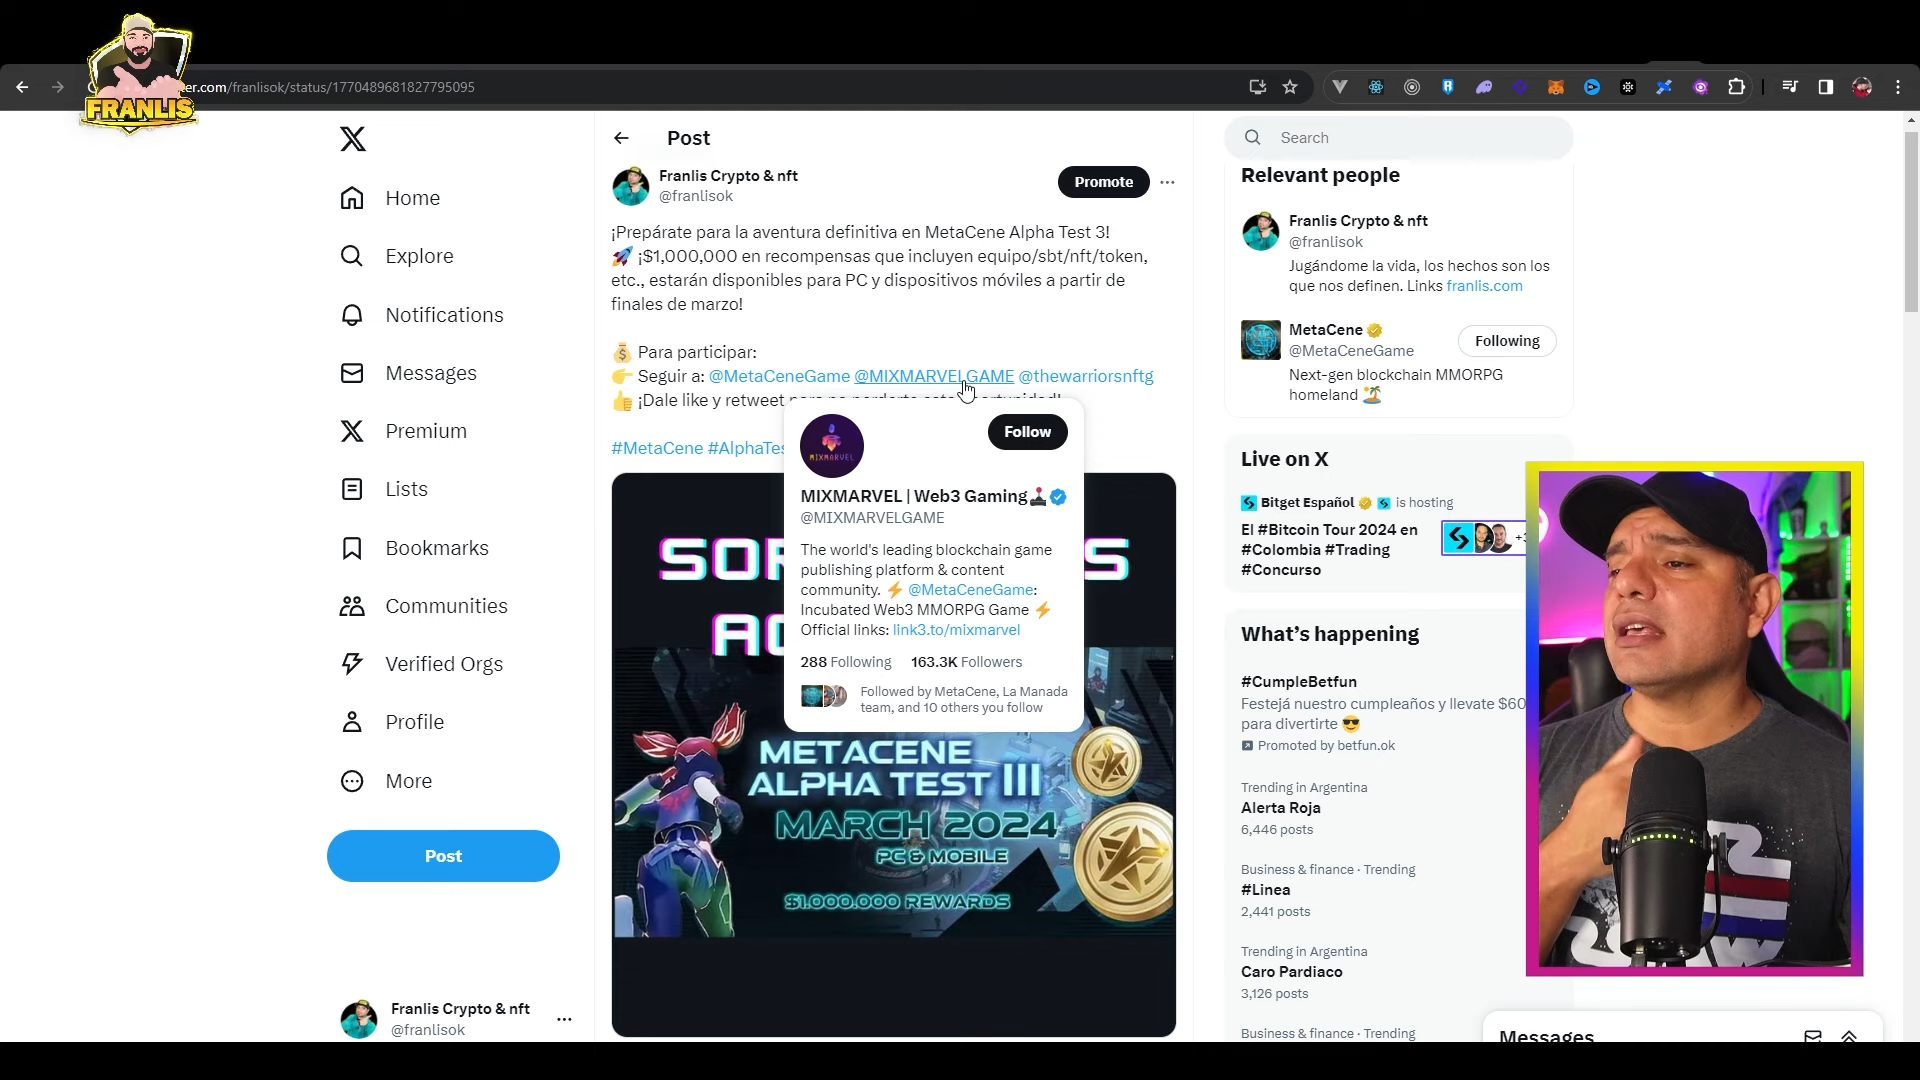 FRANLIS
er.com/franlisok/status/1770489681827795095
Home
Explore
Notifications
Messages
Premium
Lists
Bookmarks
Communities
Verified Orgs
Profile
More
Post
Franlis Crypto & nft
@franlisok
Post
Franlis Crypto & nft
@franlisok
Promote
¡Prepárate para la aventura definitiva en MetaCene Alpha Test 3!
🚀 ¡$1,000,000 en recompensas que incluyen equipo/sbt/nft/token,
etc., estarán disponibles para PC y dispositivos móviles a partir de
finales de marzo!
💰 Para participar:
👉 Seguir a: @MetaCeneGame @MIXMARVELGAME @thewarriorsnftg
👍 ¡Dale like y retweet
#MetaCene #AlphaTes
Follow
MIXMARVEL
MIXMARVEL | Web3 Gaming🕹️
@MIXMARVELGAME
The world's leading blockchain game
publishing platform & content
community. ⚡ @MetaCeneGame:
Incubated Web3 MMORPG Game ⚡
Official links: link3.to/mixmarvel
288 Following 163.3K Followers
Followed by MetaCene, La Manada
team, and 10 others you follow
SOR S
AC
METACENE
ALPHA TEST III
MARCH 2024
PC & MOBILE
$1.000.000 REWARDS
Search
Relevant people
Franlis Crypto & nft
@franlisok
Jugándome la vida, los hechos son los
que nos definen. Links franlis.com
MetaCene
@MetaCeneGame
Following
Next-gen blockchain MMORPG
homeland 🏝️
Live on X
Bitget Español is hosting
El #Bitcoin Tour 2024 en
#Colombia #Trading
#Concurso
What's happening
#CumpleBetfun
Festejá nuestro cumpleaños y llevate $60
para divertirte 😎
Promoted by betfun.ok
Trending in Argentina
Alerta Roja
6,446 posts
Business & finance · Trending
#Linea
2,441 posts
Trending in Argentina
Caro Pardiaco
3,126 posts
Business & finance · Trending
Messages